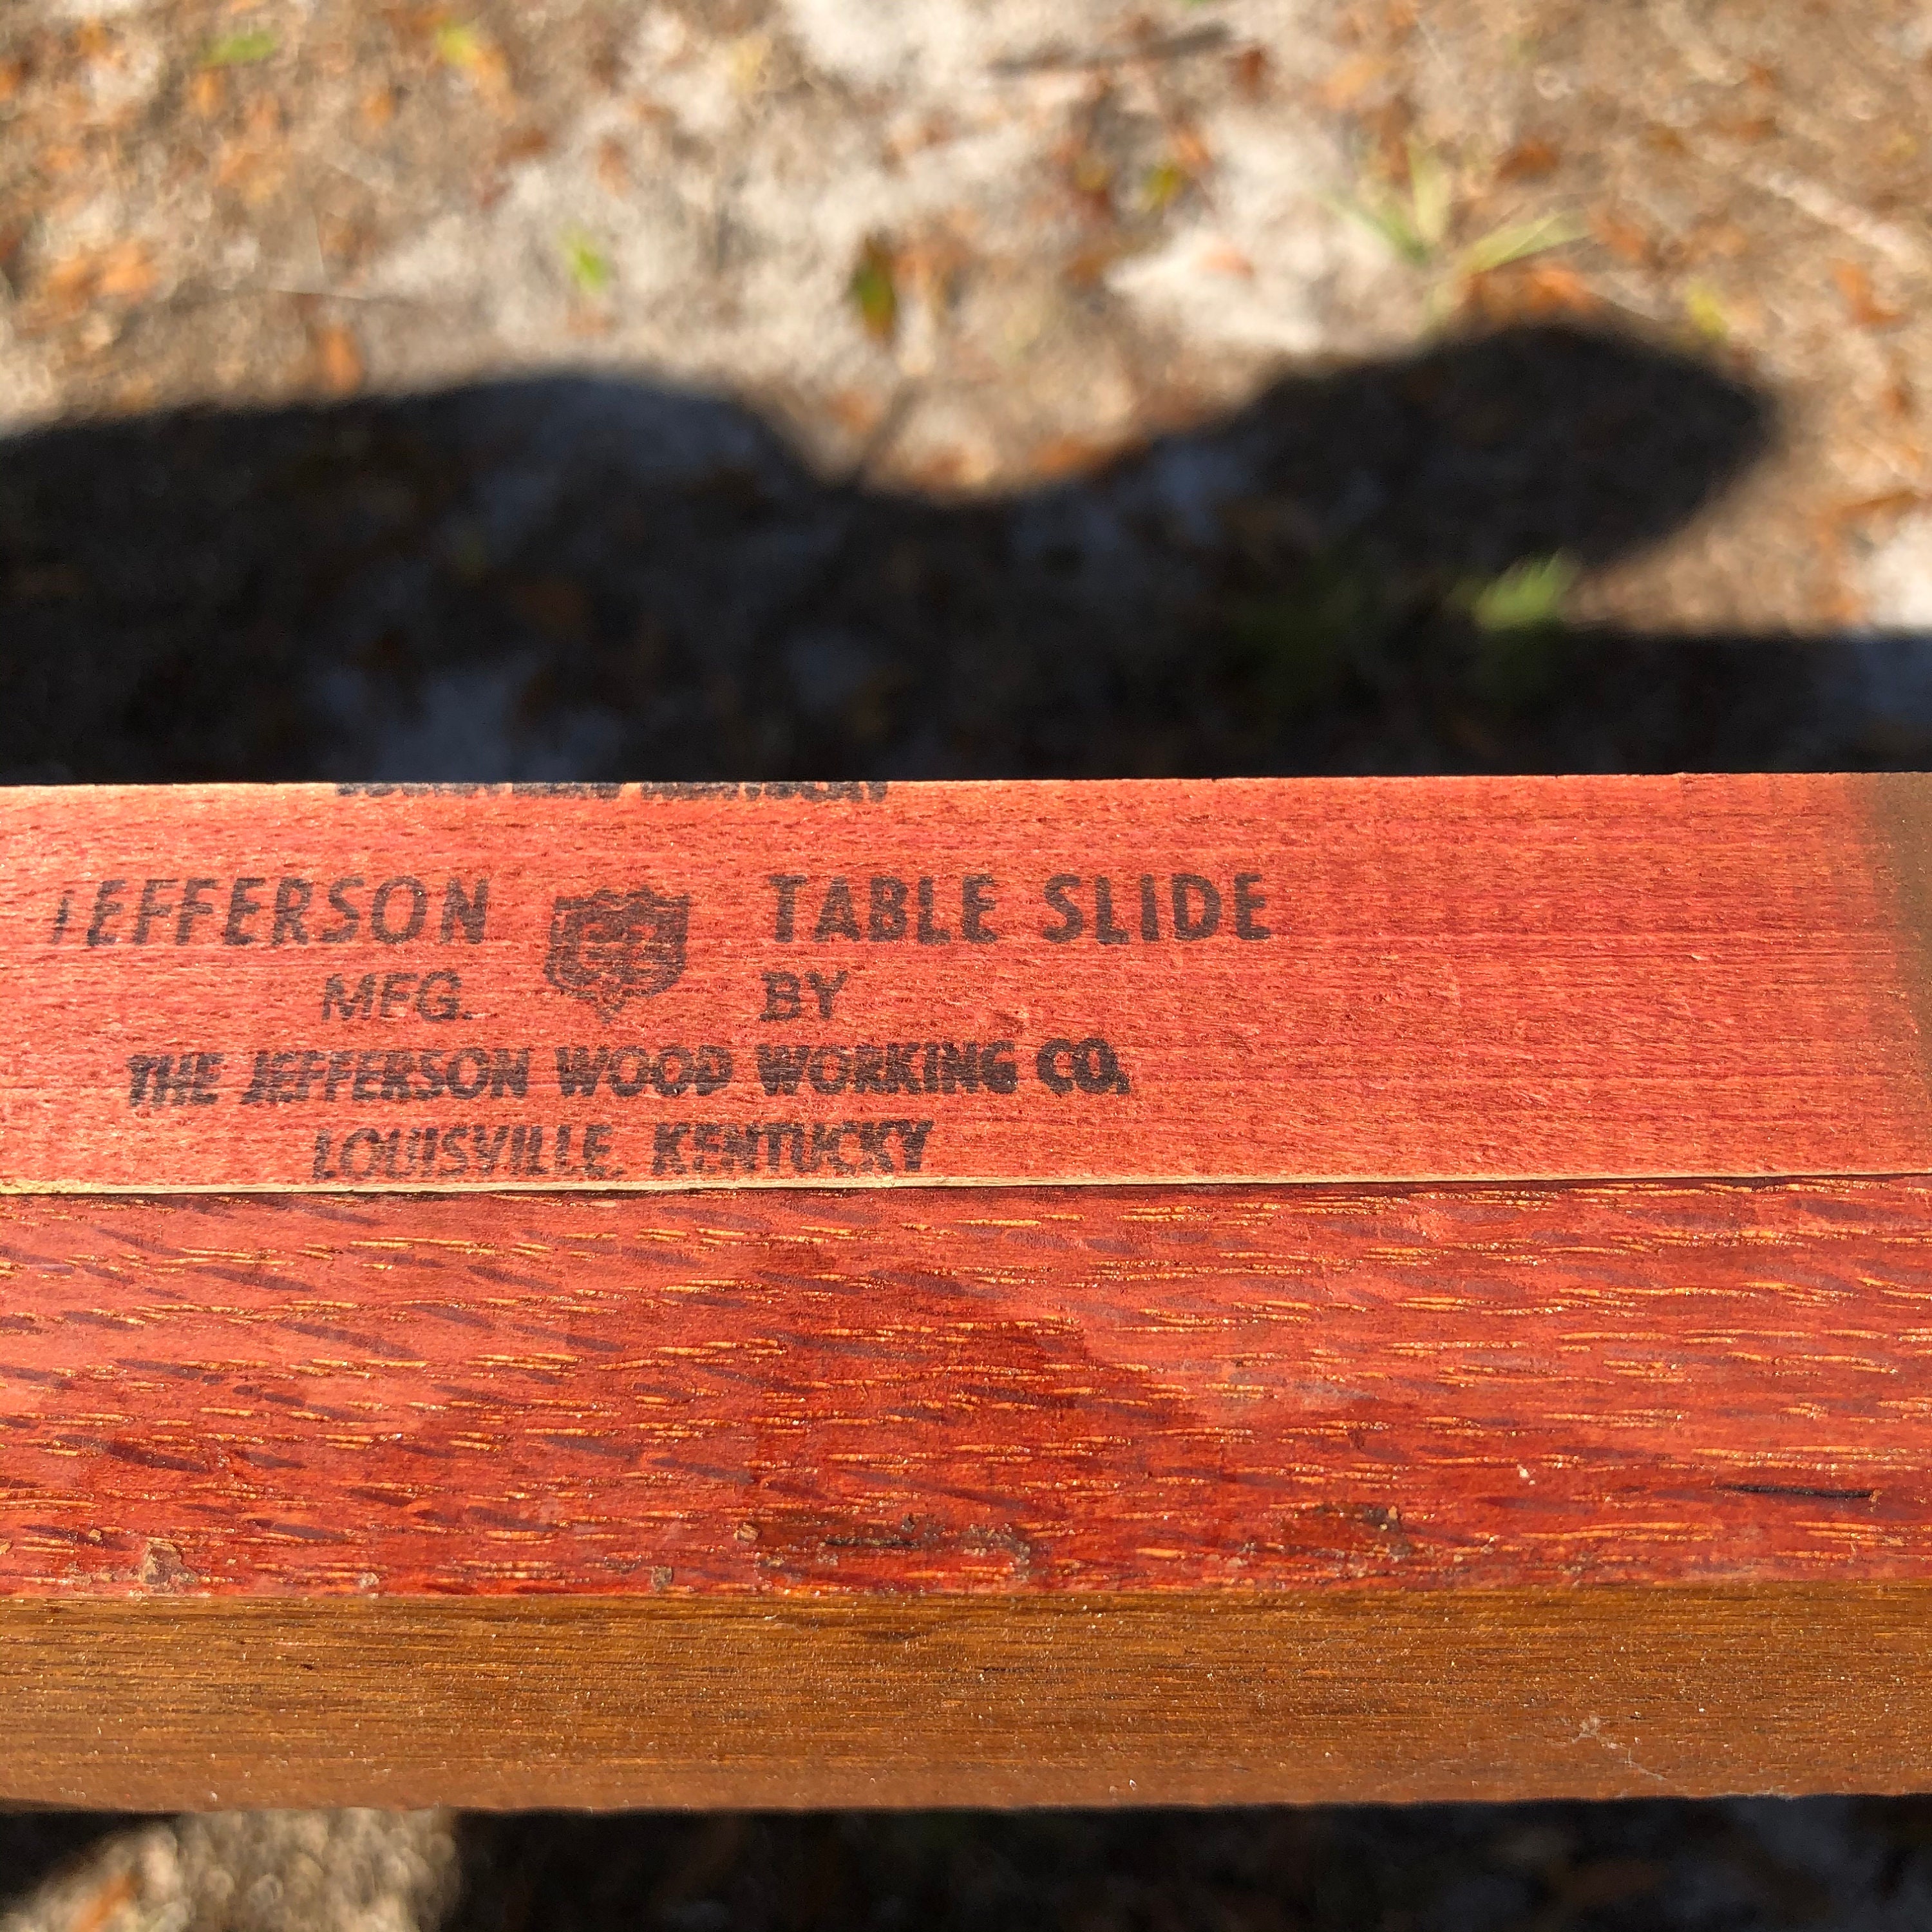 JEFFERSON TABLE SLIDE
MFG. BY
THE JEFFERSON WOOD WORKING CO.
LOUISVILLE, KENTUCKY